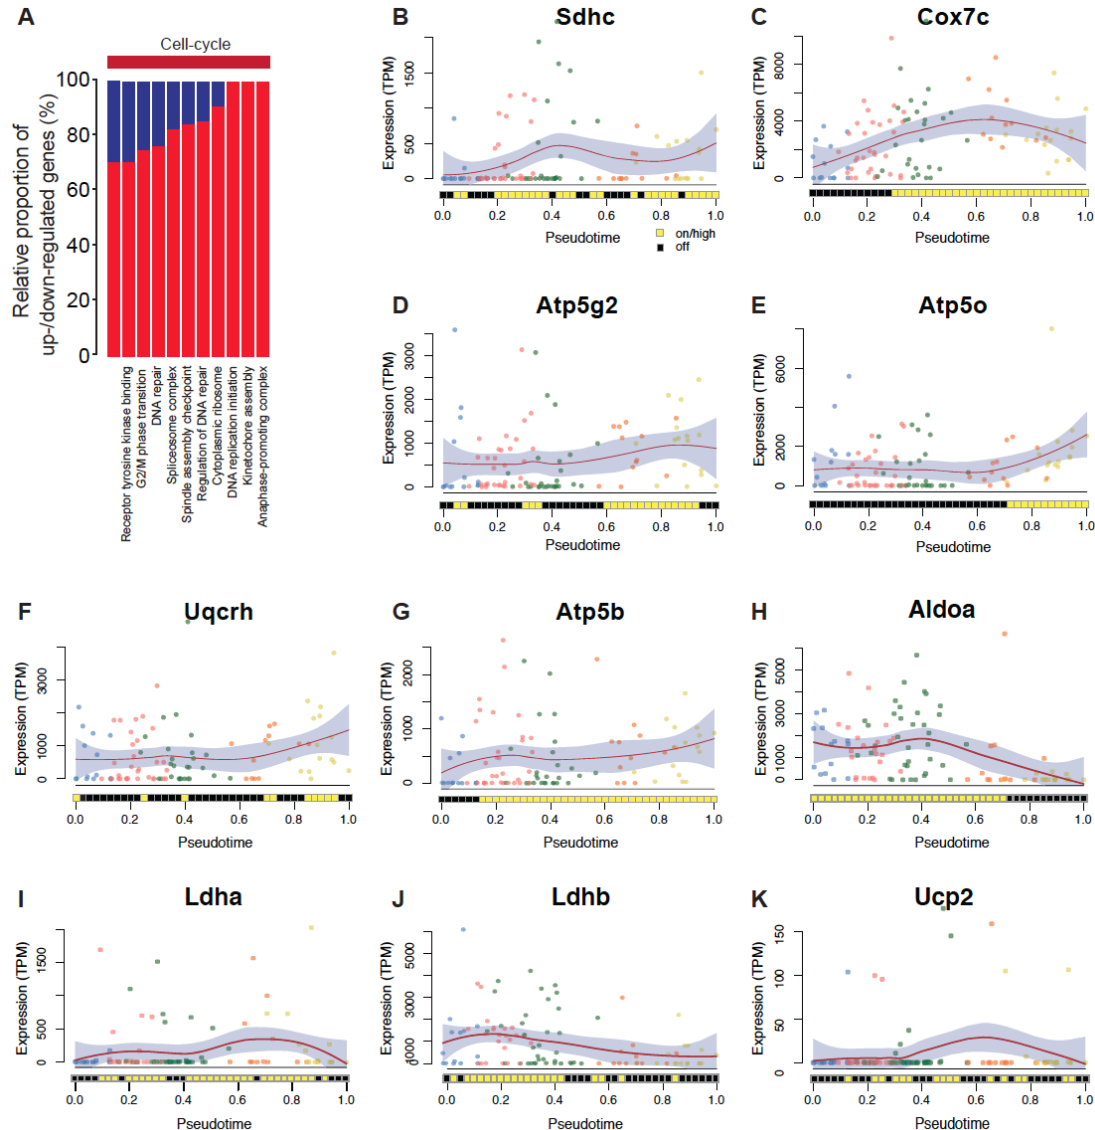 A
Cell-cycle
Relative proportion of
up-/down-regulated genes (%)
100
80
60
40
20
0
Receptor tyrosine kinase binding
G2/M phase transition
DNA repair
Spliceosome complex
Spindle assembly checkpoint
Regulation of DNA repair
Cytoplasmic ribosome
DNA replication initiation
Kinetochore assembly
Anaphase-promoting complex
B
Sdhc
Expression (TPM)
1500
500
0
0.0 0.2 0.4 0.6 0.8 1.0
Pseudotime
on/high
off
C
Cox7c
Expression (TPM)
8000
4000
0
0.0 0.2 0.4 0.6 0.8 1.0
Pseudotime
D
Atp5g2
Expression (TPM)
3000
2000
1000
0
0.0 0.2 0.4 0.6 0.8 1.0
Pseudotime
E
Atp5o
Expression (TPM)
6000
2000
0
0.0 0.2 0.4 0.6 0.8 1.0
Pseudotime
F
Uqcrh
Expression (TPM)
3000
1000
0
0.0 0.2 0.4 0.6 0.8 1.0
Pseudotime
G
Atp5b
Expression (TPM)
2000
1000
0
0.0 0.2 0.4 0.6 0.8 1.0
Pseudotime
H
Aldoa
Expression (TPM)
5000
3000
0 1000
0.0 0.2 0.4 0.6 0.8 1.0
Pseudotime
I
Ldha
Expression (TPM)
1500
500
0
0.0 0.2 0.4 0.6 0.8 1.0
Pseudotime
J
Ldhb
Expression (TPM)
5000
3000
0.0 0.2 0.4 0.6 0.8 1.0
Pseudotime
K
Ucp2
Expression (TPM)
150
100
50
0
0.0 0.2 0.4 0.6 0.8 1.0
Pseudotime